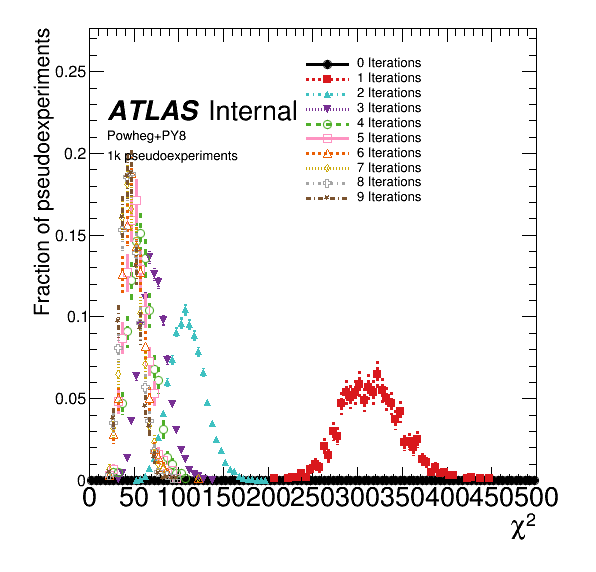 Fraction of pseudoexperiments
0.25
0.2
0.15
0.1
0.05
0
ATLAS Internal
Powheg+PY8
1k pseudoexperiments
0 Iterations
1 Iterations
2 Iterations
3 Iterations
4 Iterations
5 Iterations
6 Iterations
7 Iterations
8 Iterations
9 Iterations
0 50 100 150 200 250 300 350 400 450 500
χ²